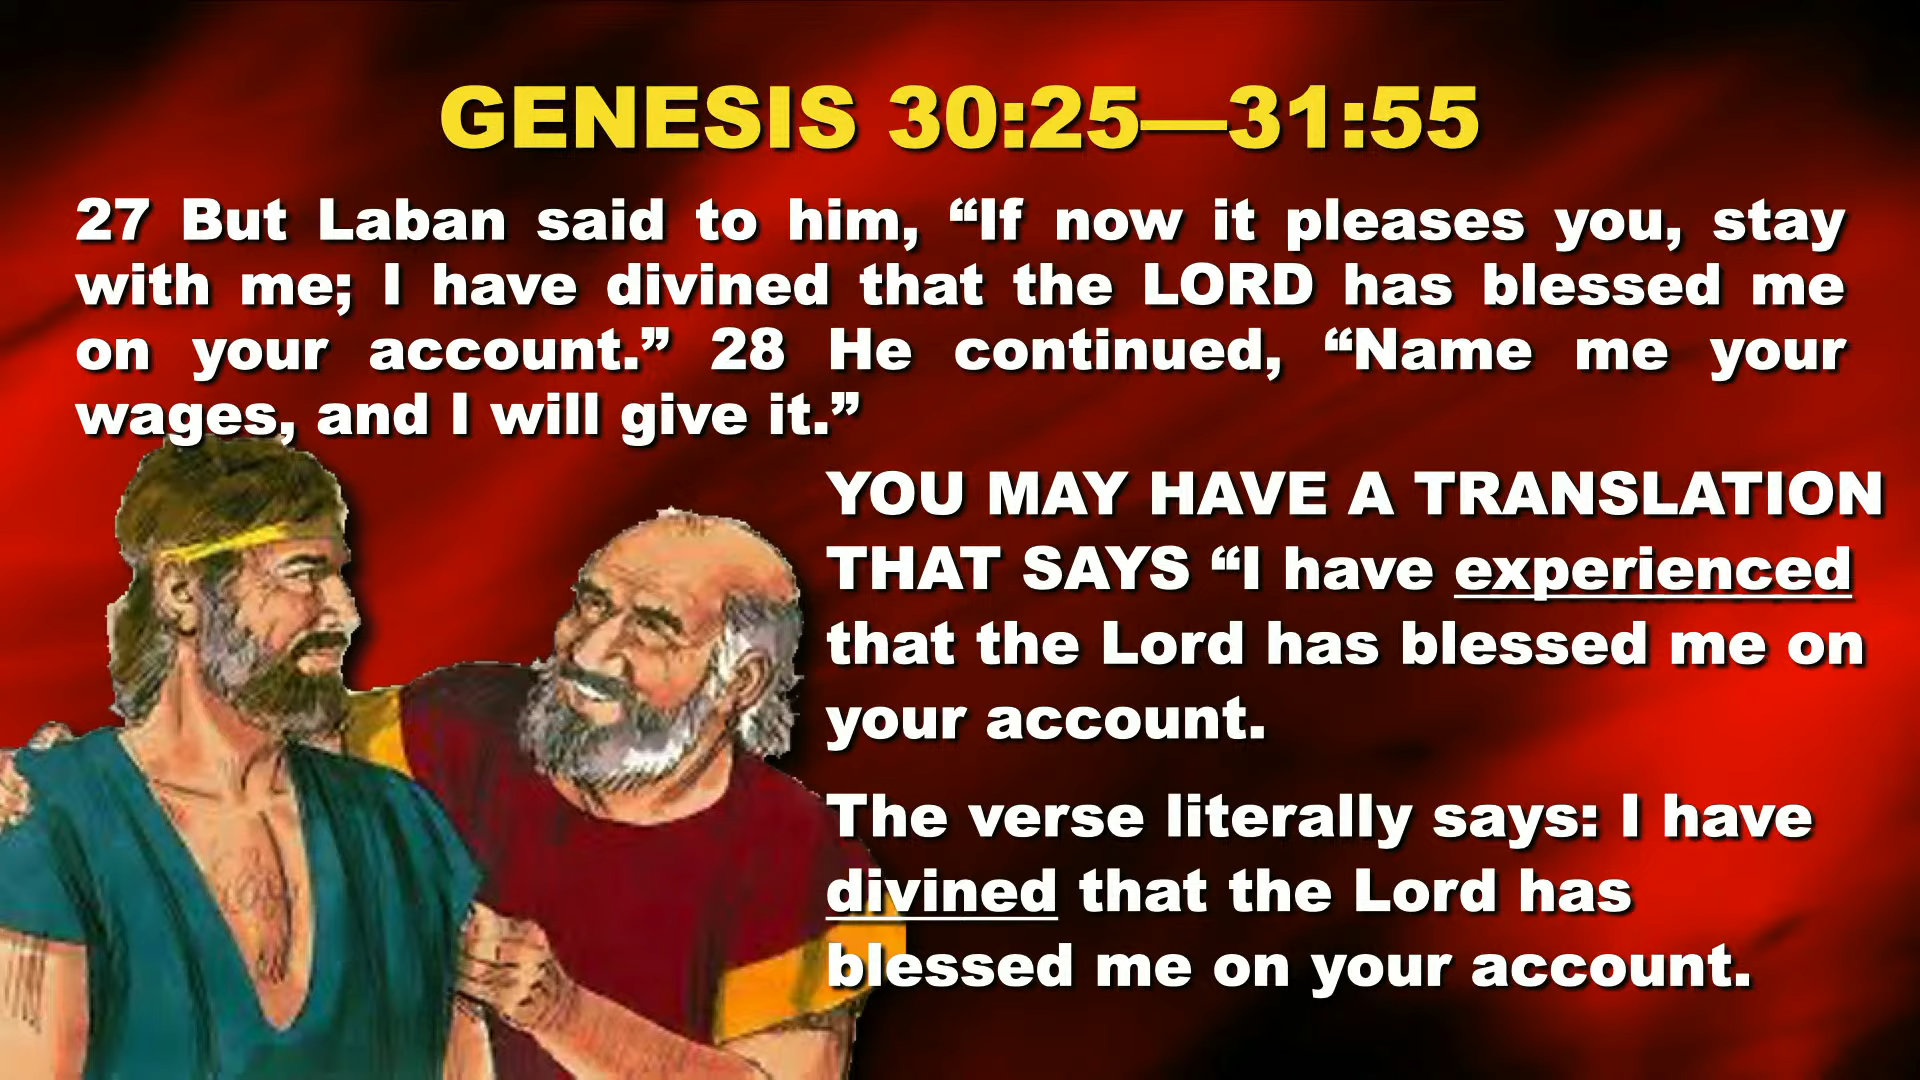 GENESIS 30:25—31:55
27 But Laban said to him, “If now it pleases you, stay
with me; I have divined that the LORD has blessed me
on your account.” 28 He continued, “Name me your
wages, and I will give it.”
YOU MAY HAVE A TRANSLATION
THAT SAYS “I have experienced
that the Lord has blessed me on
your account.
The verse literally says: I have
divined that the Lord has
blessed me on your account.